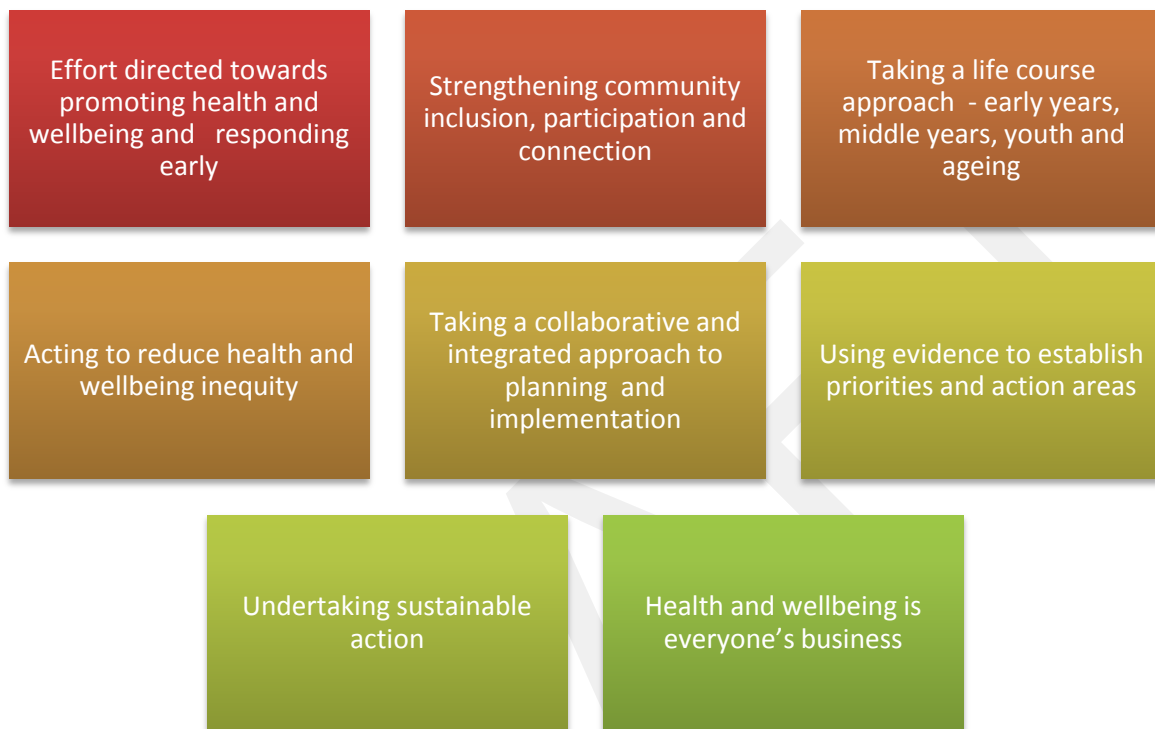 Effort directed towards
promoting health and
wellbeing and   responding
early
Strengthening community
inclusion, participation and
connection
Taking a life course
approach  - early years,
middle years, youth and
ageing
Acting to reduce health and
wellbeing inequity
Taking a collaborative and
integrated approach to
planning  and
implementation
Using evidence to establish
priorities and action areas
Undertaking sustainable
action
Health and wellbeing is
everyone’s business